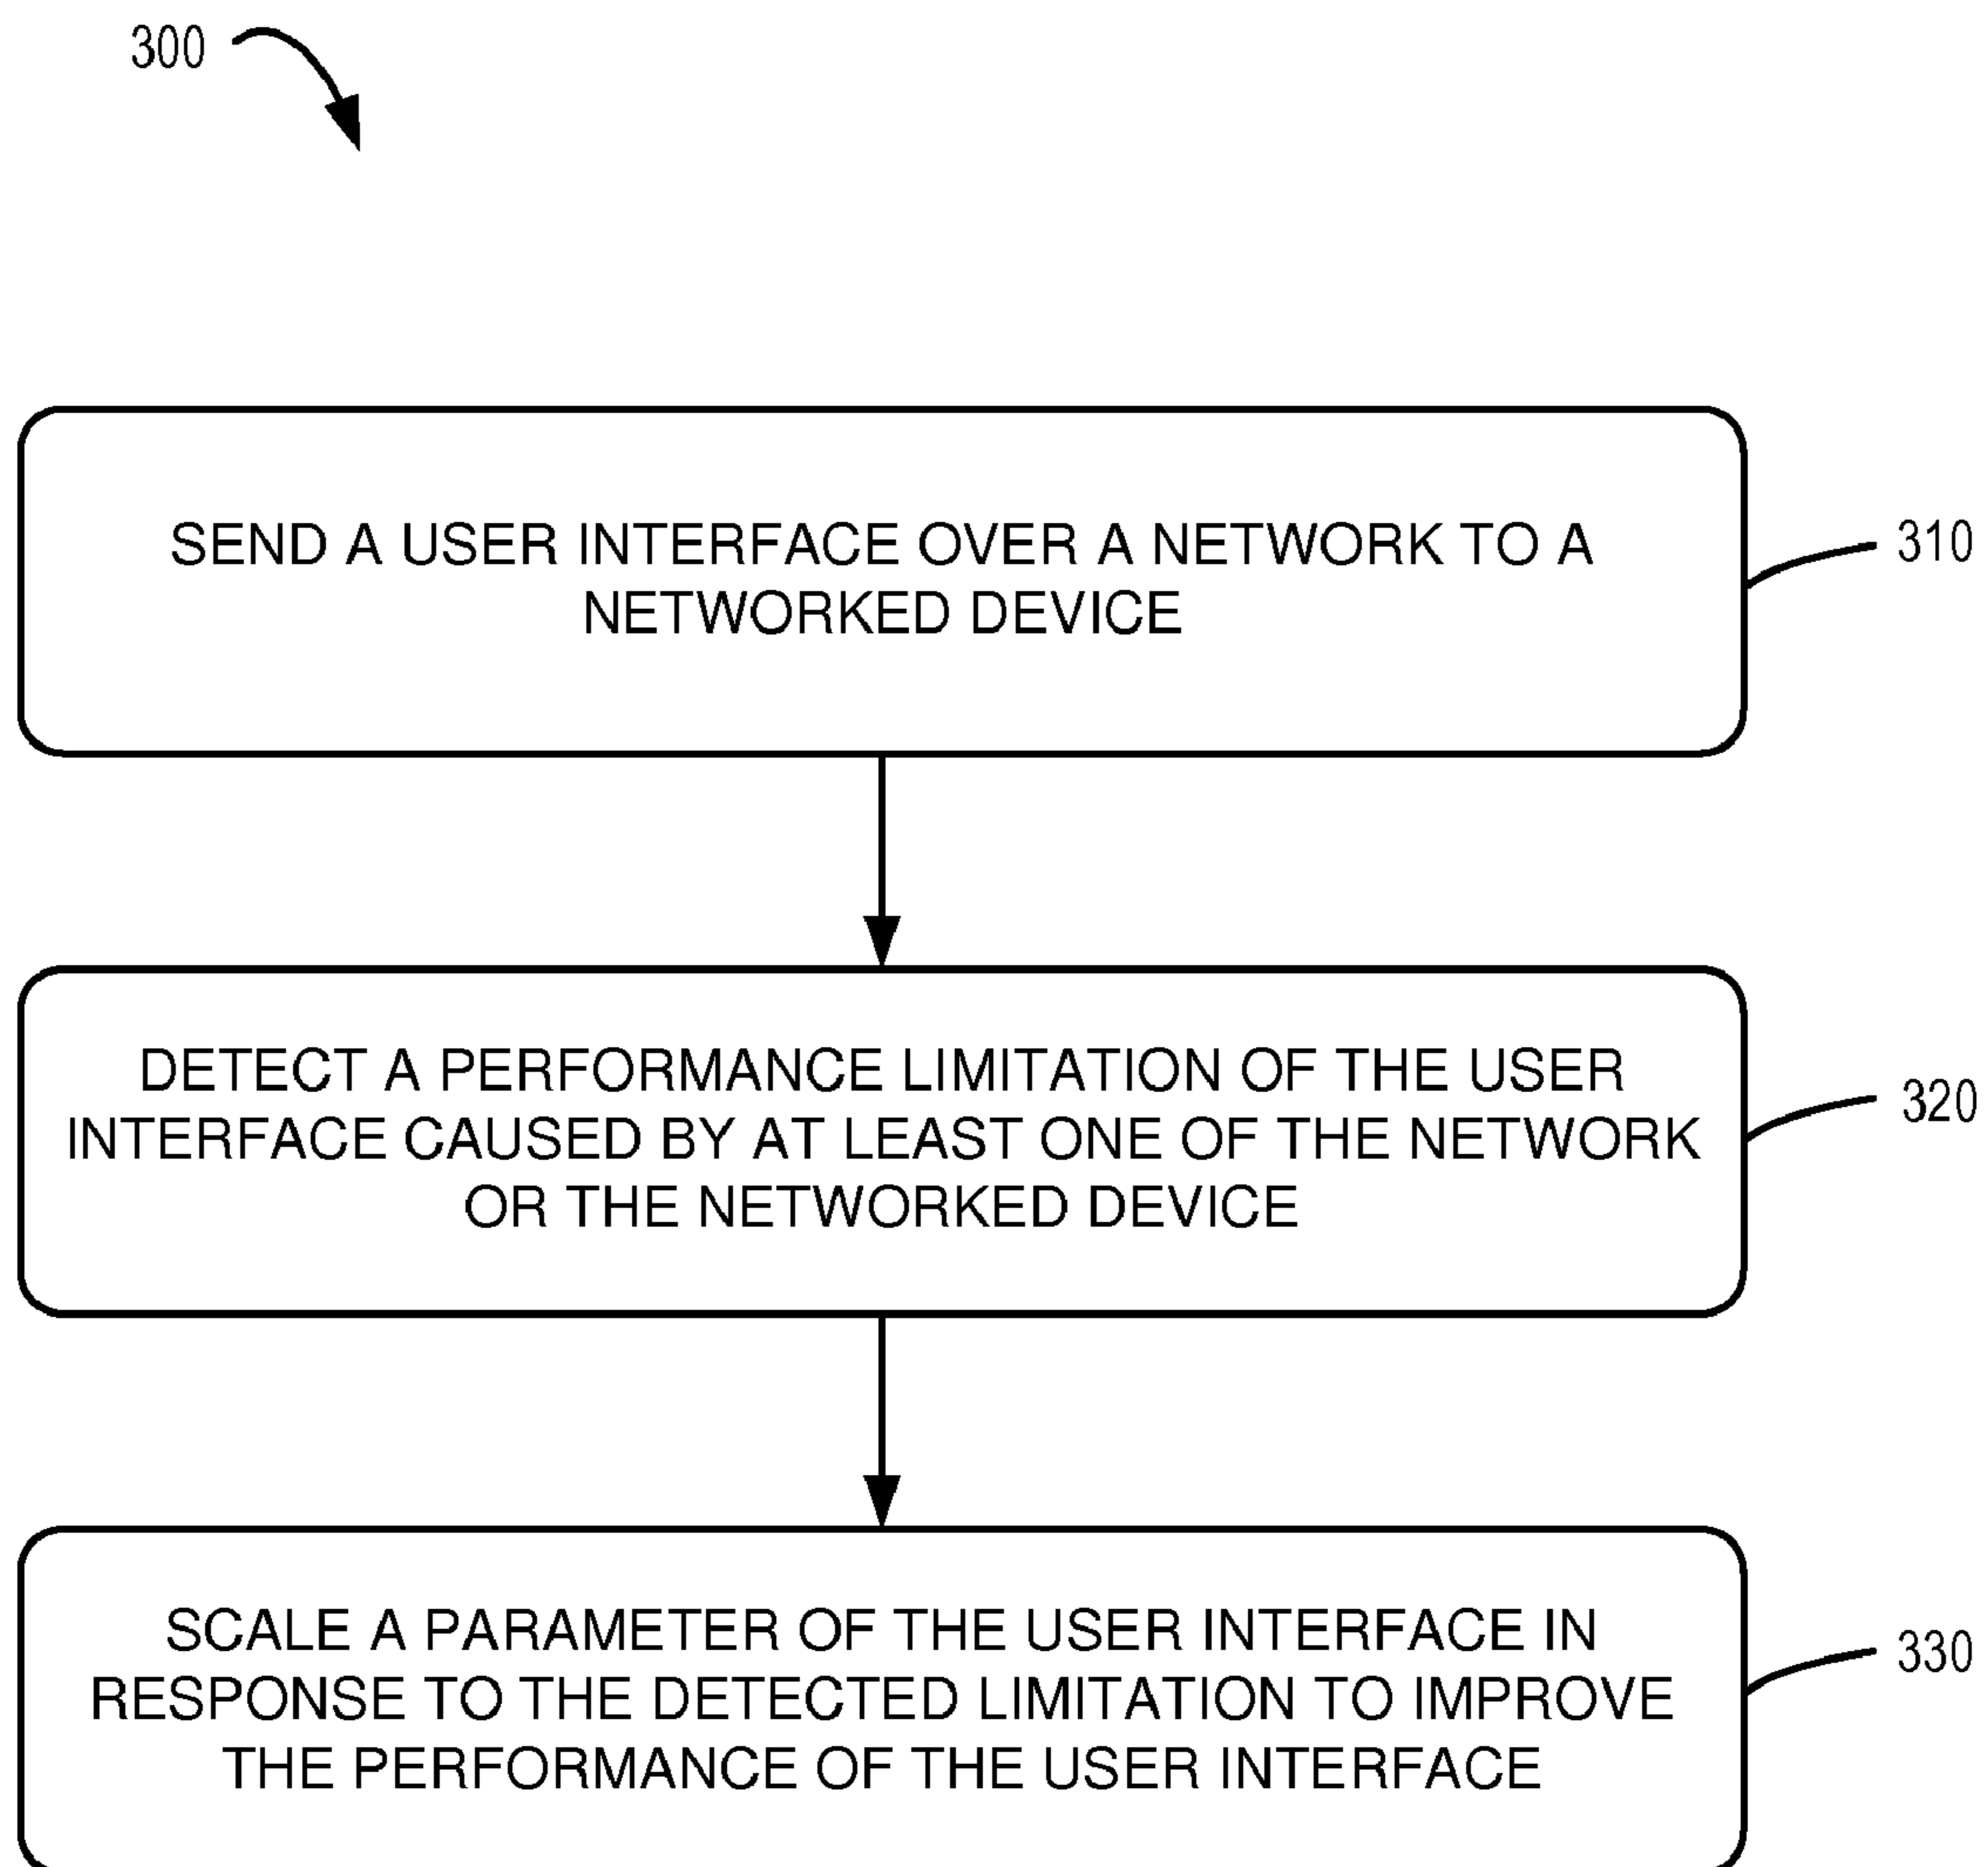 300
SEND A USER INTERFACE OVER A NETWORK TO A
NETWORKED DEVICE
310
DETECT A PERFORMANCE LIMITATION OF THE USER
INTERFACE CAUSED BY AT LEAST ONE OF THE NETWORK
OR THE NETWORKED DEVICE
320
SCALE A PARAMETER OF THE USER INTERFACE IN
RESPONSE TO THE DETECTED LIMITATION TO IMPROVE
THE PERFORMANCE OF THE USER INTERFACE
330